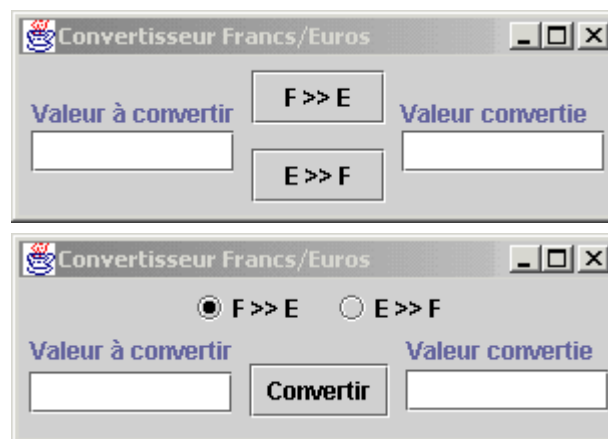 Convertisseur Francs/Euros
F >> E
Valeur à convertir
Valeur convertie
E >> F
Convertisseur Francs/Euros
F >> E
E >> F
Valeur à convertir
Valeur convertie
Convertir